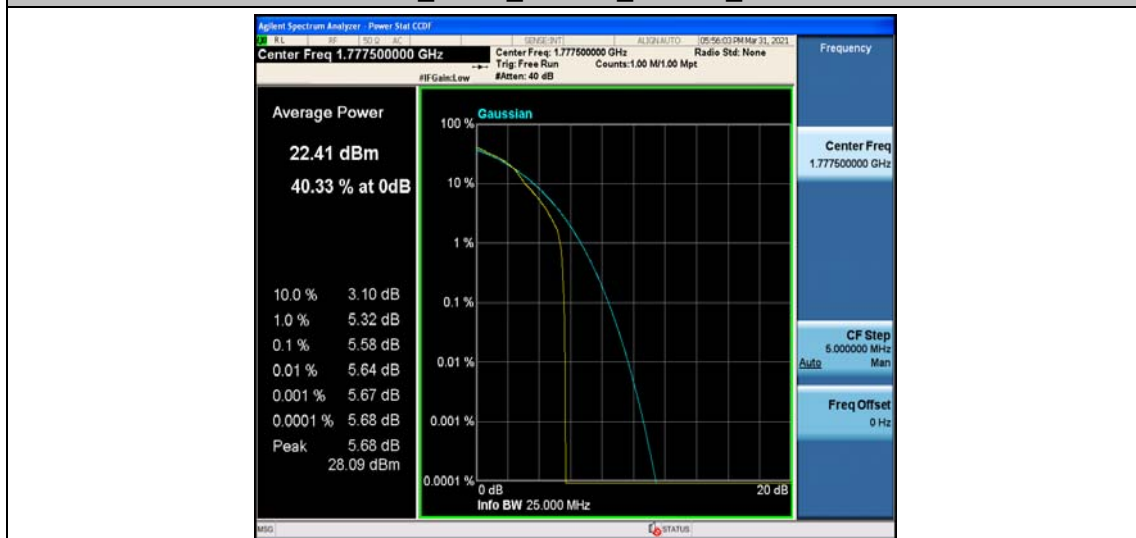 Agilent Spectrum Analyzer - Power Stat CCDF
RL RF 50 Ω AC SENSE:INT ALIGN AUTO 05:56:03 PM Mar 31, 2021
Center Freq 1.777500000 GHz
Center Freq: 1.777500000 GHz Radio Std: None
Trig: Free Run Counts:1.00 M/1.00 Mpt
#IFGain:Low #Atten: 40 dB
Frequency
Average Power
22.41 dBm
40.33 % at 0dB
10.0 % 3.10 dB
1.0 % 5.32 dB
0.1 % 5.58 dB
0.01 % 5.64 dB
0.001 % 5.67 dB
0.0001 % 5.68 dB
Peak 5.68 dB
28.09 dBm
Gaussian
100 %
10 %
1 %
0.1 %
0.01 %
0.001 %
0.0001 %
0 dB 20 dB
Info BW 25.000 MHz
Center Freq
1.777500000 GHz
CF Step
5.000000 MHz
Auto Man
Freq Offset
0 Hz
MSG STATUS